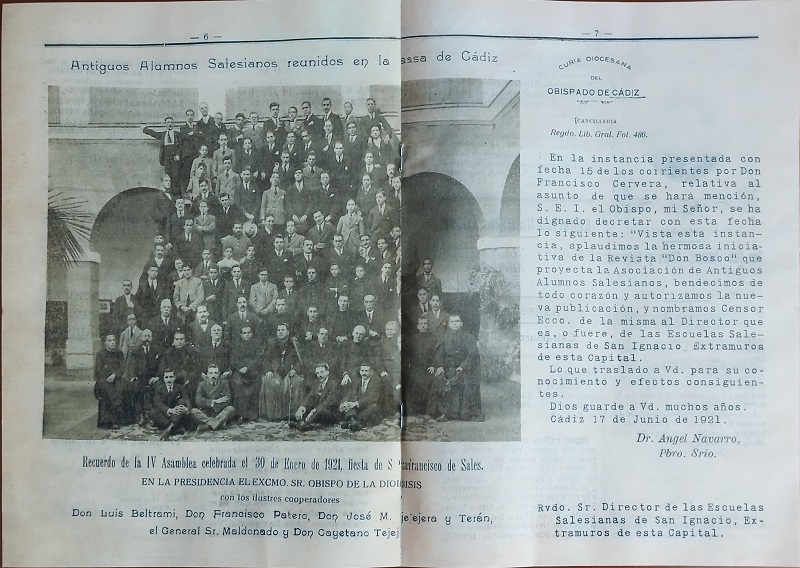 — 6 —
Antiguos Alumnos Salesianos reunidos en la casa de Cádiz
Recuerdo de la IV Asamblea celebrada el 30 de Enero de 1921, fiesta de S Francisco de Sales.
EN LA PRESIDENCIA EL EXCMO. SR. OBISPO DE LA DIOCESIS
con los ilustres cooperadores
Don Luis Beltrami, Don Francisco Patero, Don José M. y Terán,
el General Sr. Maldonado y Don Cayetano Tejej
— 7 —
CURIA DIOCESANA
DEL
OBISPADO DE CÁDIZ
CANCILLERIA
Regdo. Lib. Gral. Fol. 486.
En la instancia presentada con
fecha 15 de los corrientes por Don
Francisco Cervera, relativa al
asunto de que se hará mención,
S. E. I. el Obispo, mi Señor, se ha
dignado decretar con esta fecha
lo siguiente: "Vista esta instan-
cia, aplaudimos la hermosa inicia-
tiva de la Revista "Don Bosco" que
proyecta la Asociación de Antiguos
Alumnos Salesianos, bendecimos de
todo corazón y autorizamos la nue-
va publicación, y nombramos Censor
Ecco. de la misma al Director que
es, o fuere, de las Escuelas Sale-
sianas de San Ignacio Extramuros
de esta Capital.
Lo que traslado a Vd. para su co-
nocimiento y efectos consiguien-
tes.
Dios guarde a Vd. muchos años.
Cádiz 17 de Junio de 1921.
Dr. Angel Navarro,
Pbro. Srio.
Rvdo. Sr. Director de las Escuelas
Salesianas de San Ignacio, Ex-
tramuros de esta Capital.